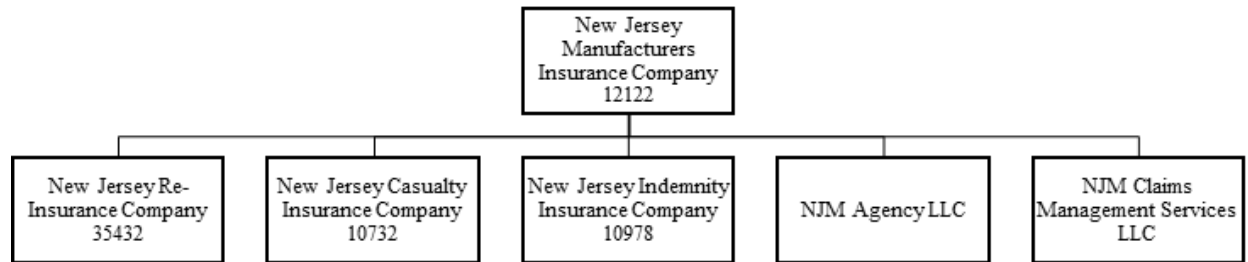 New Jersey
Manufacturers
Insurance Company
12122
New Jersey Re-
Insurance Company
35432
New Jersey Casualty
Insurance Company
10732
New Jersey Indemnity
Insurance Company
10978
NJM Agency LLC
NJM Claims
Management Services
LLC